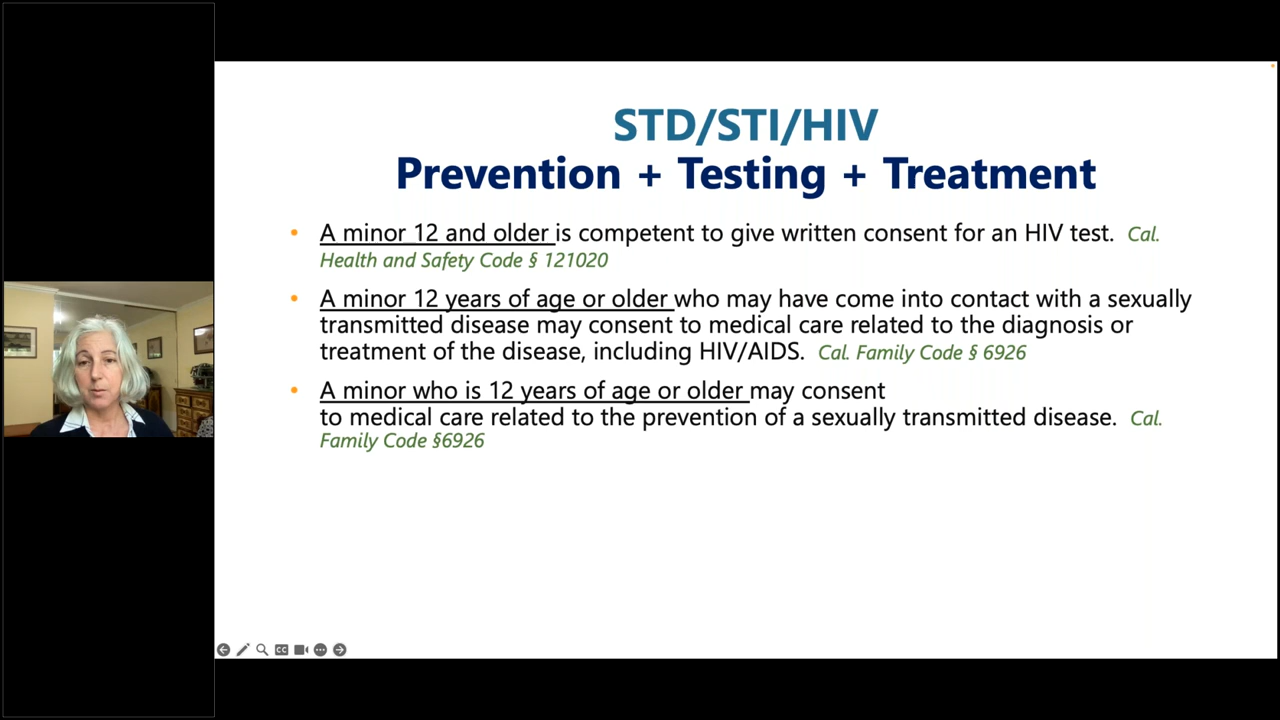 STD/STI/HIV
Prevention + Testing + Treatment
• A minor 12 and older is competent to give written consent for an HIV test. Cal.
Health and Safety Code § 121020
• A minor 12 years of age or older who may have come into contact with a sexually
transmitted disease may consent to medical care related to the diagnosis or
treatment of the disease, including HIV/AIDS. Cal. Family Code § 6926
• A minor who is 12 years of age or older may consent
to medical care related to the prevention of a sexually transmitted disease. Cal.
Family Code §6926
CC